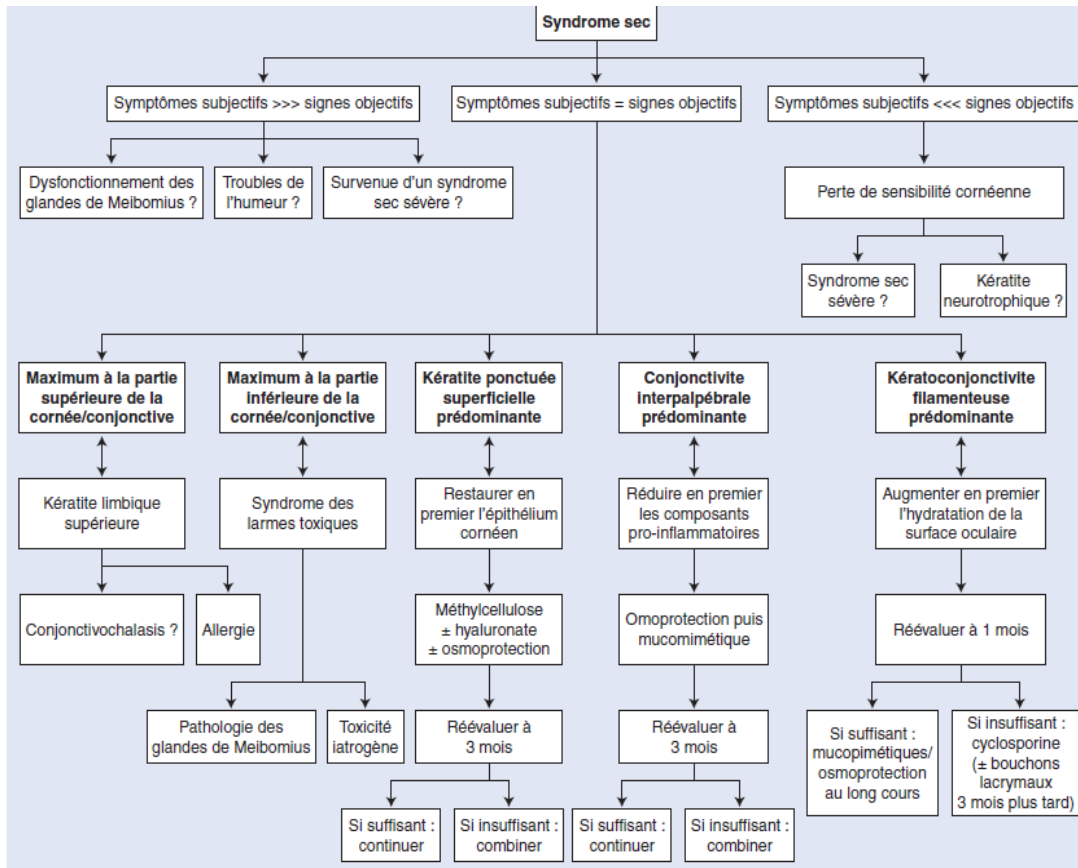 Syndrome sec
Symptômes subjectifs >>> signes objectifs
Symptômes subjectifs = signes objectifs
Symptômes subjectifs <<< signes objectifs
Dysfonctionnement des
glandes de Meibomius ?
Troubles de
l'humeur ?
Survenue d'un syndrome
sec sévère ?
Perte de sensibilité cornéenne
Syndrome sec
sévère ?
Kératite
neurotrophique ?
Maximum à la partie
supérieure de la
cornée/conjonctive
Maximum à la partie
inférieure de la
cornée/conjonctive
Kératite ponctuée
superficielle
prédominante
Conjonctivite
interpalpébrale
prédominante
Kératoconjonctivite
filamenteuse
prédominante
Kératite limbique
supérieure
Syndrome des
larmes toxiques
Restaurer en
premier l'épithélium
cornéen
Réduire en premier
les composants
pro-inflammatoires
Augmenter en premier
l'hydratation de la
surface oculaire
Conjonctivochalasis ?
Allergie
Méthylcellulose
± hyaluronate
± osmoprotection
Omoprotection puis
mucomimétique
Réévaluer à 1 mois
Pathologie des
glandes de Meibomius
Toxicité
iatrogène
Réévaluer à
3 mois
Réévaluer à
3 mois
Si suffisant :
mucopimétiques/
osmoprotection
au long cours
Si insuffisant :
cyclosporine
(± bouchons
lacrymaux
3 mois plus tard)
Si suffisant :
continuer
Si insuffisant :
combiner
Si suffisant :
continuer
Si insuffisant :
combiner